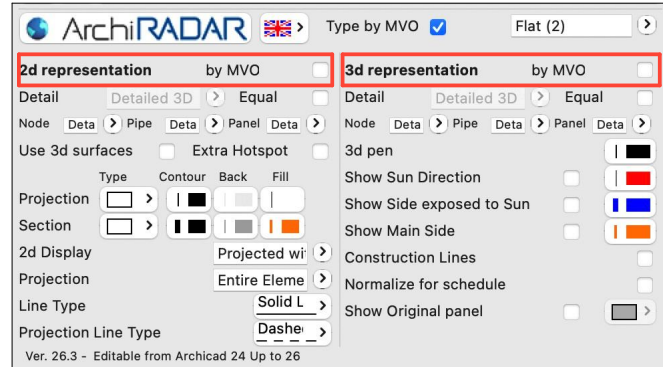 ArchiRADAR Type by MVO Flat (2)
2d representation by MVO
Detail Detailed 3D Equal
Node Deta Pipe Deta Panel Deta
Use 3d surfaces Extra Hotspot
Type Contour Back Fill
Projection
Section
2d Display Projected wi
Projection Entire Eleme
Line Type Solid L
Projection Line Type Dashe
Ver. 26.3 - Editable from Archicad 24 Up to 26
3d representation by MVO
Detail Detailed 3D Equal
Node Deta Pipe Deta Panel Deta
3d pen
Show Sun Direction
Show Side exposed to Sun
Show Main Side
Construction Lines
Normalize for schedule
Show Original panel